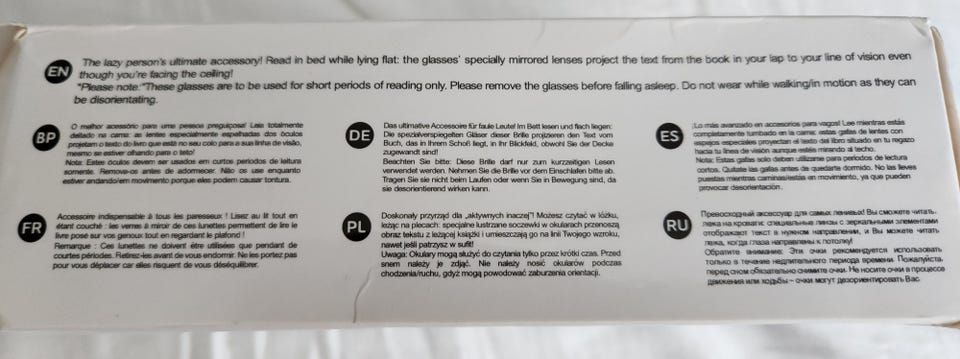 EN
The lazy person's ultimate accessory! Read in bed while lying flat: the glasses' specially mirrored lenses project the text from the book in your lap to your line of vision even
though you're facing the ceiling!
"Please note:"These glasses are to be used for short periods of reading only. Please remove the glasses before falling asleep. Do not wear while walking/in motion as they can
be disorientating.
BP
O melhor acessório para uma pessoa preguiçosa! Leia totalmente
deitado na cama: as lentes especialmente espelhadas dos óculos
projetam o texto do livro que está no seu colo para a sua linha de visão,
mesmo se estiver olhando para o teto!
Nota: Estes óculos devem ser usados em curtos períodos de leitura
somente. Remova-os antes de adormecer. Não os use enquanto
estiver andando/em movimento porque eles podem causar tontura.
DE
Das ultimative Accessoire für faule Leute! Im Bett lesen und flach liegen:
Die spezialverspiegelten Gläser dieser Brille projizieren den Text vom
Buch, das in Ihrem Schoß liegt, in Ihr Blickfeld, obwohl Sie der Decke
zugewandt sind!
Beachten Sie bitte: Diese Brille darf nur zum kurzzeitigen Lesen
verwendet werden. Nehmen Sie die Brille vor dem Einschlafen bitte ab.
Tragen Sie sie nicht beim Laufen oder wenn Sie in Bewegung sind, da
sie desorientierend wirken kann.
ES
¡Lo más avanzado en accesorios para vagos! Lee mientras estás
completamente tumbado en la cama: estas gafas de lentes con
espejos especiales proyectan el texto del libro situado en tu regazo
hacia tu línea de visión aunque estés mirando al techo.
Nota: Estas gafas solo deben utilizarse para períodos de lectura
cortos. Quítate las gafas antes de quedarte dormido. No las lleves
puestas mientras caminas/estás en movimiento, ya que pueden
provocar desorientación.
FR
Accessoire indispensable à tous les paresseux ! Lisez au lit tout en
étant couché : les verres à miroir de ces lunettes permettent de lire le
livre posé sur vos genoux tout en regardant le plafond !
Remarque : Ces lunettes ne doivent être utilisées que pendant de
courtes périodes. Retirez-les avant de vous endormir. Ne les portez pas
pour vous déplacer car elles risquent de vous déséquilibrer.
PL
Doskonały przyrząd dla „aktywnych inaczej”! Możesz czytać w łóżku,
leżąc na plecach: specjalne lustrzane soczewki w okularach przenoszą
obraz tekstu z leżącej książki i umieszczają go na linii Twojego wzroku,
nawet jeśli patrzysz w sufit!
Uwaga: Okulary mogą służyć do czytania tylko przez krótki czas. Przed
snem należy je zdjąć. Nie należy nosić okularów podczas
chodzenia/ruchu, gdyż mogą powodować zaburzenia orientacji.
RU
Превосходный аксессуар для самых ленивых! Вы сможете читать,
лежа на кровати: специальные линзы с зеркальными элементами
отображают текст в нужном направлении, и Вы можете читать
лежа, когда глаза направлены к потолку!
Обратите внимание: Эти очки рекомендуется использовать
только в течение недлительного периода времени. Пожалуйста,
перед сном обязательно снимите очки. Не носите очки в процессе
движения или ходьбы – очки могут дезориентировать Вас.